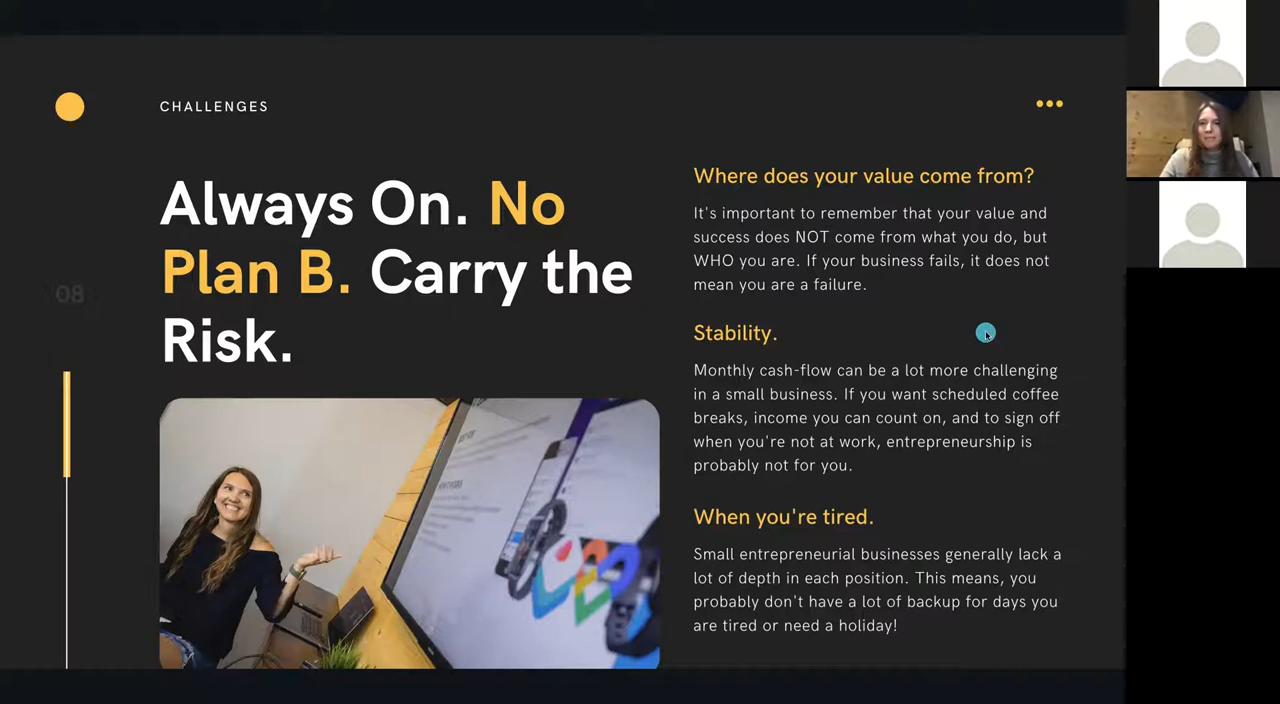 CHALLENGES
Always On. No
Plan B. Carry the
Risk.
08
Where does your value come from?
It's important to remember that your value and
success does NOT come from what you do, but
WHO you are. If your business fails, it does not
mean you are a failure.
Stability.
Monthly cash-flow can be a lot more challenging
in a small business. If you want scheduled coffee
breaks, income you can count on, and to sign off
when you're not at work, entrepreneurship is
probably not for you.
When you're tired.
Small entrepreneurial businesses generally lack a
lot of depth in each position. This means, you
probably don't have a lot of backup for days you
are tired or need a holiday!